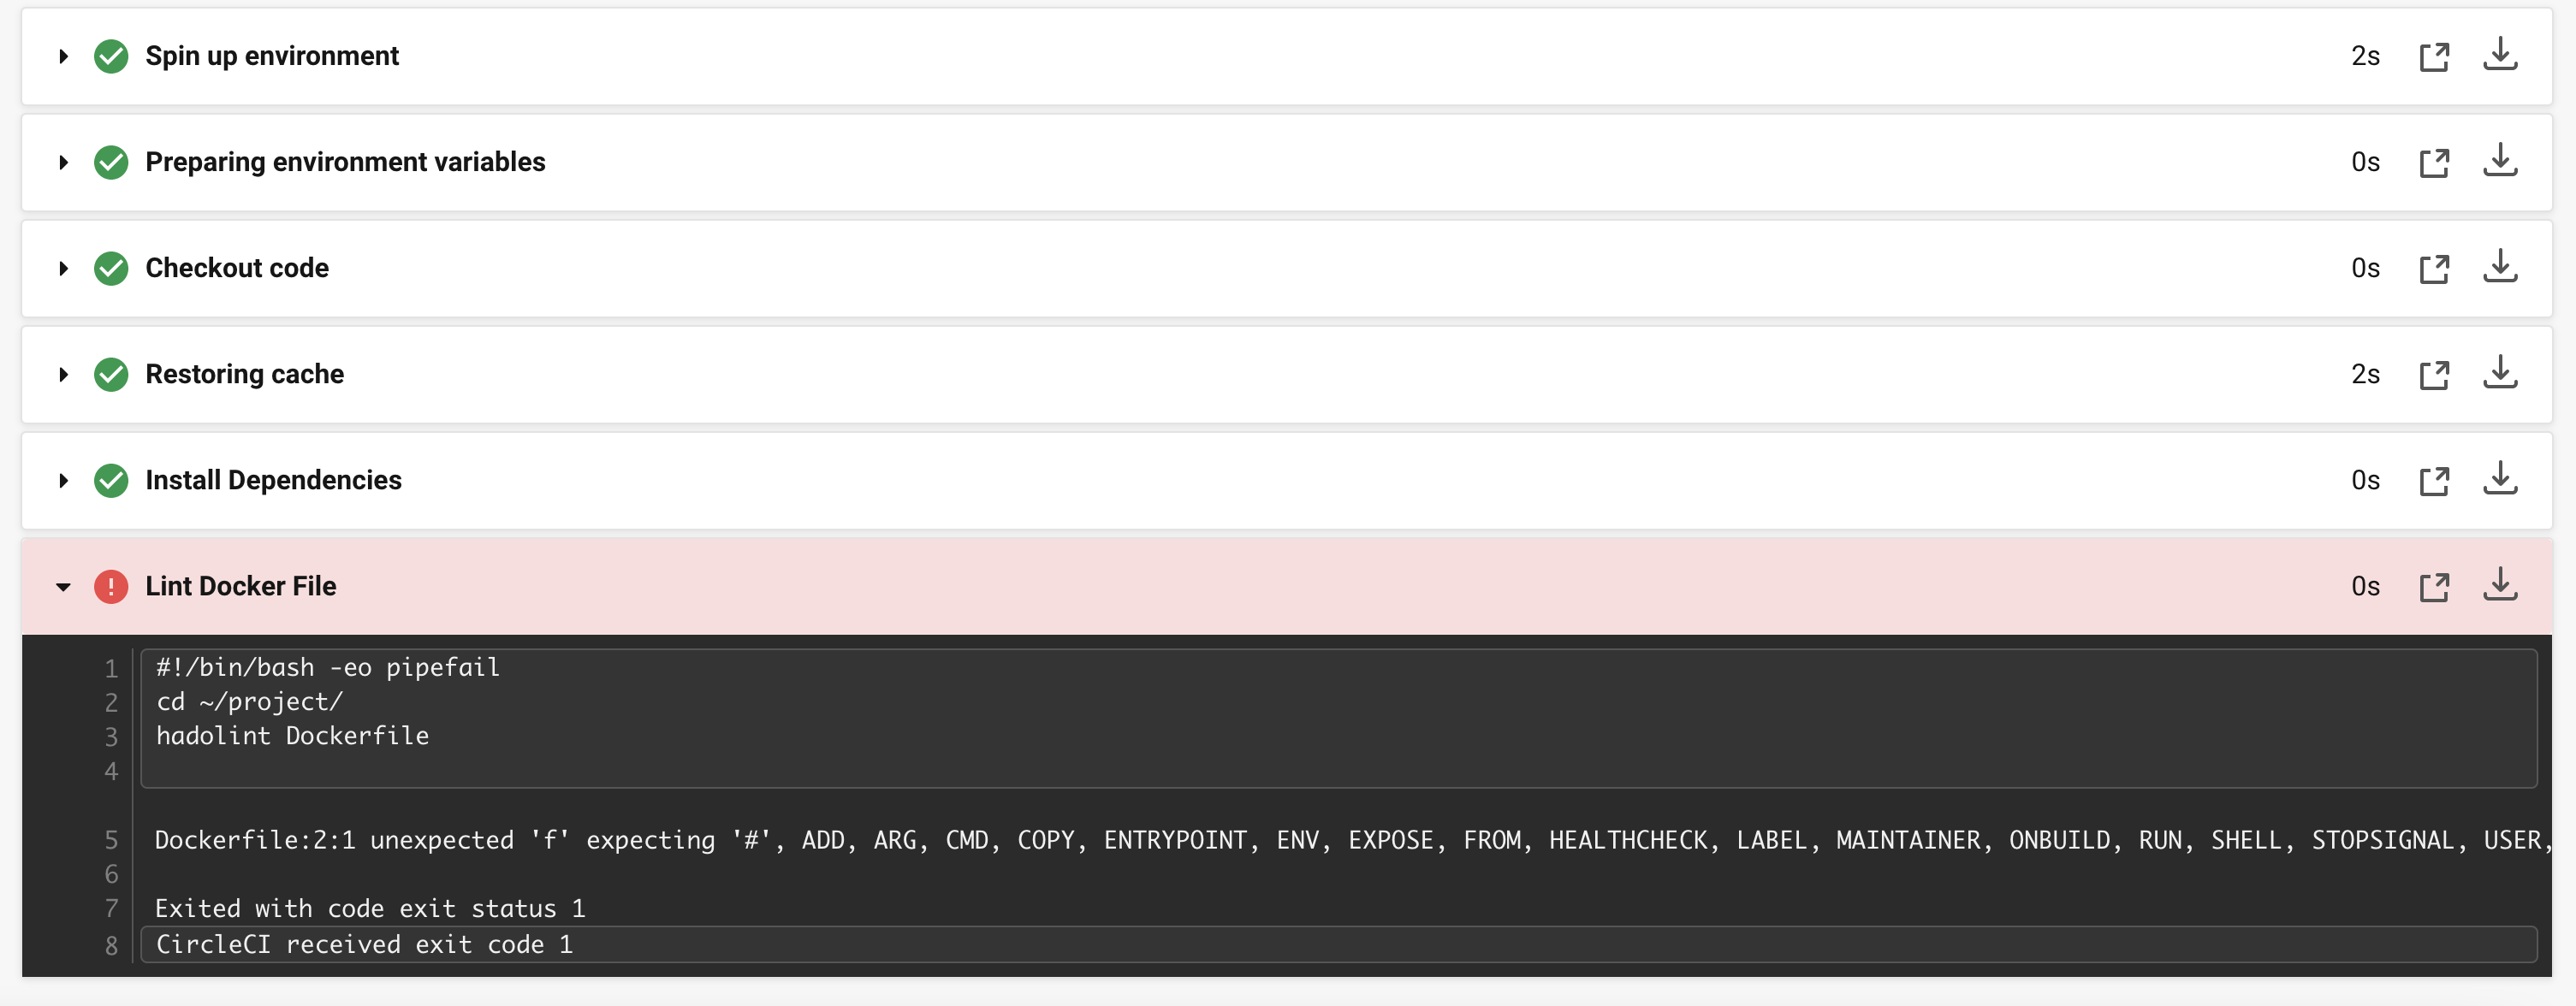 Spin up environment 2s
Preparing environment variables 0s
Checkout code 0s
Restoring cache 2s
Install Dependencies 0s
Lint Docker File 0s
1 #!/bin/bash -eo pipefail
2 cd ~/project/
3 hadolint Dockerfile
4
5 Dockerfile:2:1 unexpected 'f' expecting '#', ADD, ARG, CMD, COPY, ENTRYPOINT, ENV, EXPOSE, FROM, HEALTHCHECK, LABEL, MAINTAINER, ONBUILD, RUN, SHELL, STOPSIGNAL, USER,
6
7 Exited with code exit status 1
8 CircleCI received exit code 1